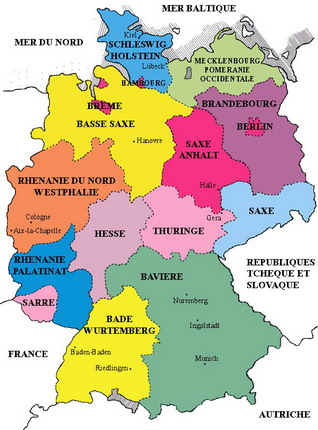 MER BALTIQUE
MER DU NORD
Kiel
SCHLESWIG
HOLSTEIN
Lübeck
MECKLENBOURG
POMERANIE
OCCIDENTALE
HAMBOURG
BRANDEBOURG
BRÊME
BASSE SAXE
BERLIN
Hanovre
SAXE
ANHALT
RHENANIE DU NORD
WESTPHALIE
Halle
Cologne
Aix-la-Chapelle
Gera
SAXE
HESSE
THURINGE
RHENANIE
PALATINAT
REPUBLIQUES
TCHEQUE ET
SLOVAQUE
BAVIERE
SARRE
Nuremberg
BADE
WURTEMBERG
Ingolstadt
FRANCE
Baden-Baden
Riedlingen
Munich
AUTRICHE